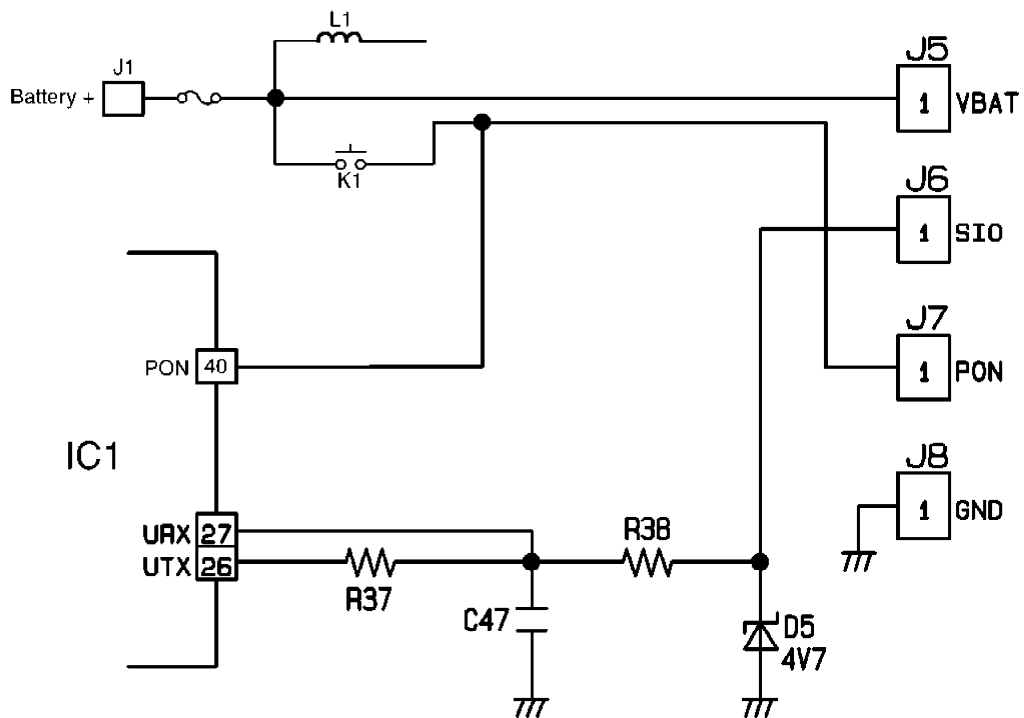 L1
J1
Battery +
J5
1 VBAT
K1
J6
1 SIO
J7
PON 40
1 PON
IC1
J8
1 GND
URX 27
R38
UTX 26
R37
C47
D5
4V7